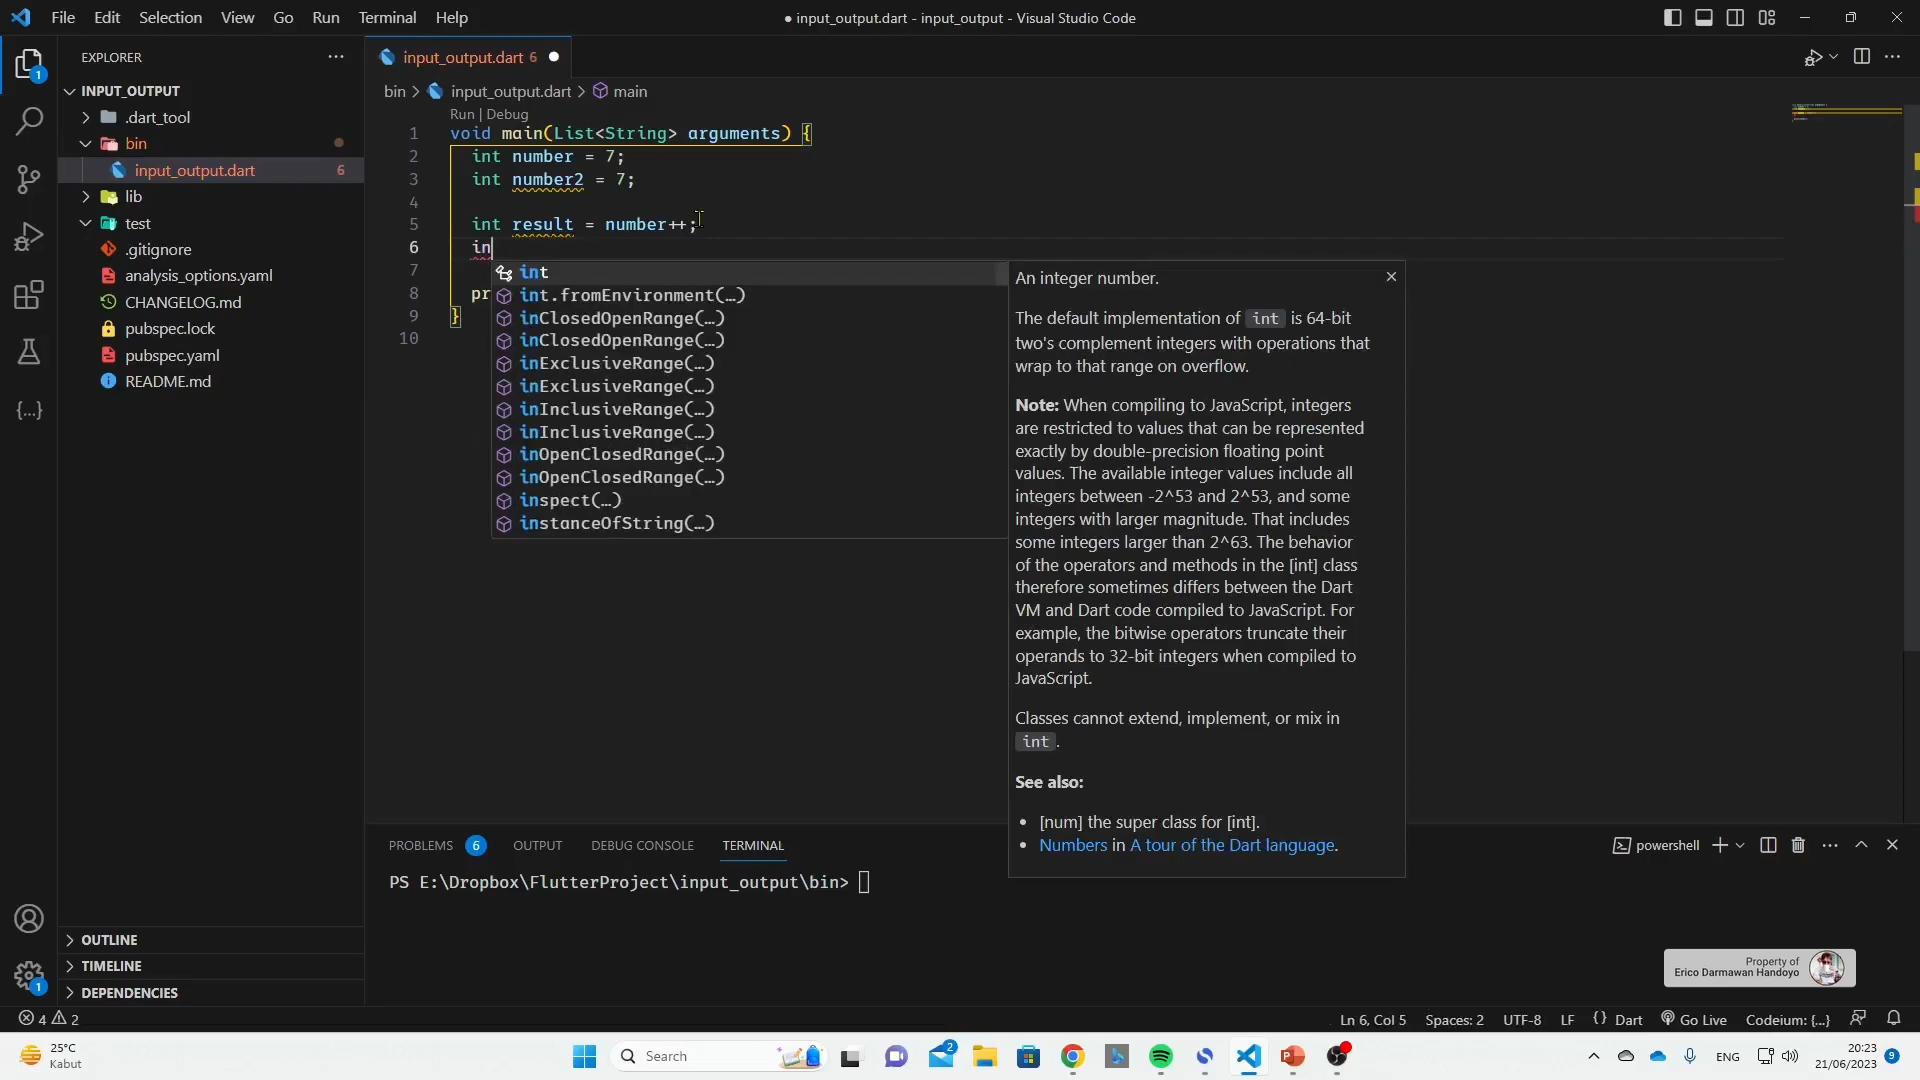 File Edit Selection View Go Run Terminal Help
● input_output.dart - input_output - Visual Studio Code
EXPLORER
1
INPUT_OUTPUT
.dart_tool
bin
input_output.dart 6
lib
test
.gitignore
analysis_options.yaml
CHANGELOG.md
pubspec.lock
pubspec.yaml
README.md
OUTLINE
TIMELINE
DEPENDENCIES
1
input_output.dart 6
bin > input_output.dart > main
Run | Debug
1 void main(List<String> arguments) {
2 int number = 7;
3 int number2 = 7;
4
5 int result = number++;
6 in
7
8 pr
9 }
10
int
int.fromEnvironment(…)
inClosedOpenRange(…)
inClosedOpenRange(…)
inExclusiveRange(…)
inExclusiveRange(…)
inInclusiveRange(…)
inInclusiveRange(…)
inOpenClosedRange(…)
inOpenClosedRange(…)
inspect(…)
instanceOfString(…)
An integer number.
The default implementation of int is 64-bit
two's complement integers with operations that
wrap to that range on overflow.
Note: When compiling to JavaScript, integers
are restricted to values that can be represented
exactly by double-precision floating point
values. The available integer values include all
integers between -2^53 and 2^53, and some
integers with larger magnitude. That includes
some integers larger than 2^63. The behavior
of the operators and methods in the [int] class
therefore sometimes differs between the Dart
VM and Dart code compiled to JavaScript. For
example, the bitwise operators truncate their
operands to 32-bit integers when compiled to
JavaScript.
Classes cannot extend, implement, or mix in
int.
See also:
• [num] the super class for [int].
• Numbers in A tour of the Dart language.
PROBLEMS 6 OUTPUT DEBUG CONSOLE TERMINAL
powershell
PS E:\Dropbox\FlutterProject\input_output\bin>
Property of
Erico Darmawan Handoyo
4 2
Ln 6, Col 5 Spaces: 2 UTF-8 LF {} Dart Go Live Codeium: {...}
25°C
Kabut
Search
2
ENG
20:23
21/06/2023
9